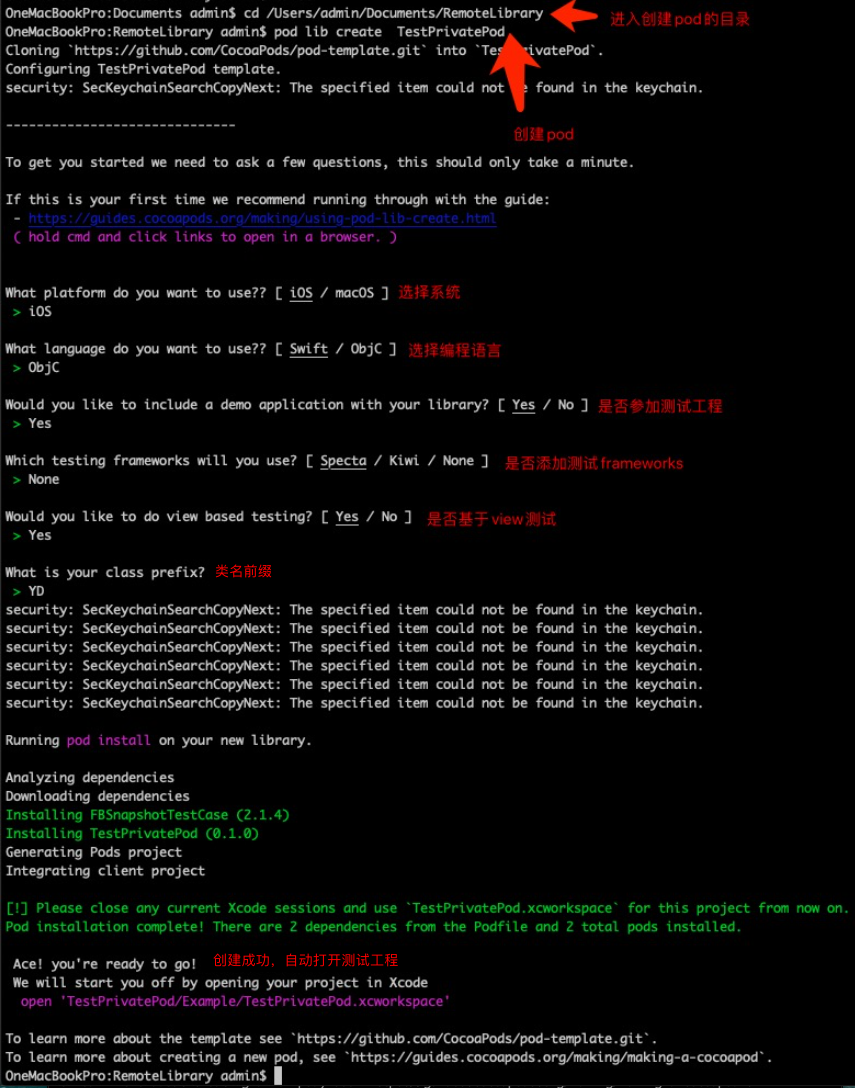 OneMacBookPro:Documents admin$ cd /Users/admin/Documents/RemoteLibrary
进入创建pod的目录
OneMacBookPro:RemoteLibrary admin$ pod lib create  TestPrivatePod
Cloning `https://github.com/CocoaPods/pod-template.git` into `TestPrivatePod`.
Configuring TestPrivatePod template.
security: SecKeychainSearchCopyNext: The specified item could not be found in the keychain.
------------------------------
创建pod
To get you started we need to ask a few questions, this should only take a minute.
If this is your first time we recommend running through with the guide:
- https://guides.cocoapods.org/making/using-pod-lib-create.html
( hold cmd and click links to open in a browser. )
What platform do you want to use?? [ iOS / macOS ] 选择系统
> iOS
What language do you want to use?? [ Swift / ObjC ] 选择编程语言
> ObjC
Would you like to include a demo application with your library? [ Yes / No ] 是否参加测试工程
> Yes
Which testing frameworks will you use? [ Specta / Kiwi / None ] 是否添加测试frameworks
> None
Would you like to do view based testing? [ Yes / No ] 是否基于view测试
> Yes
What is your class prefix? 类名前缀
> YD
security: SecKeychainSearchCopyNext: The specified item could not be found in the keychain.
security: SecKeychainSearchCopyNext: The specified item could not be found in the keychain.
security: SecKeychainSearchCopyNext: The specified item could not be found in the keychain.
security: SecKeychainSearchCopyNext: The specified item could not be found in the keychain.
security: SecKeychainSearchCopyNext: The specified item could not be found in the keychain.
security: SecKeychainSearchCopyNext: The specified item could not be found in the keychain.
Running pod install on your new library.
Analyzing dependencies
Downloading dependencies
Installing FBSnapshotTestCase (2.1.4)
Installing TestPrivatePod (0.1.0)
Generating Pods project
Integrating client project
[!] Please close any current Xcode sessions and use `TestPrivatePod.xcworkspace` for this project from now on.
Pod installation complete! There are 2 dependencies from the Podfile and 2 total pods installed.
Ace! you're ready to go! 创建成功，自动打开测试工程
We will start you off by opening your project in Xcode
open 'TestPrivatePod/Example/TestPrivatePod.xcworkspace'
To learn more about the template see `https://github.com/CocoaPods/pod-template.git`.
To learn more about creating a new pod, see `https://guides.cocoapods.org/making/making-a-cocoapod`.
OneMacBookPro:RemoteLibrary admin$